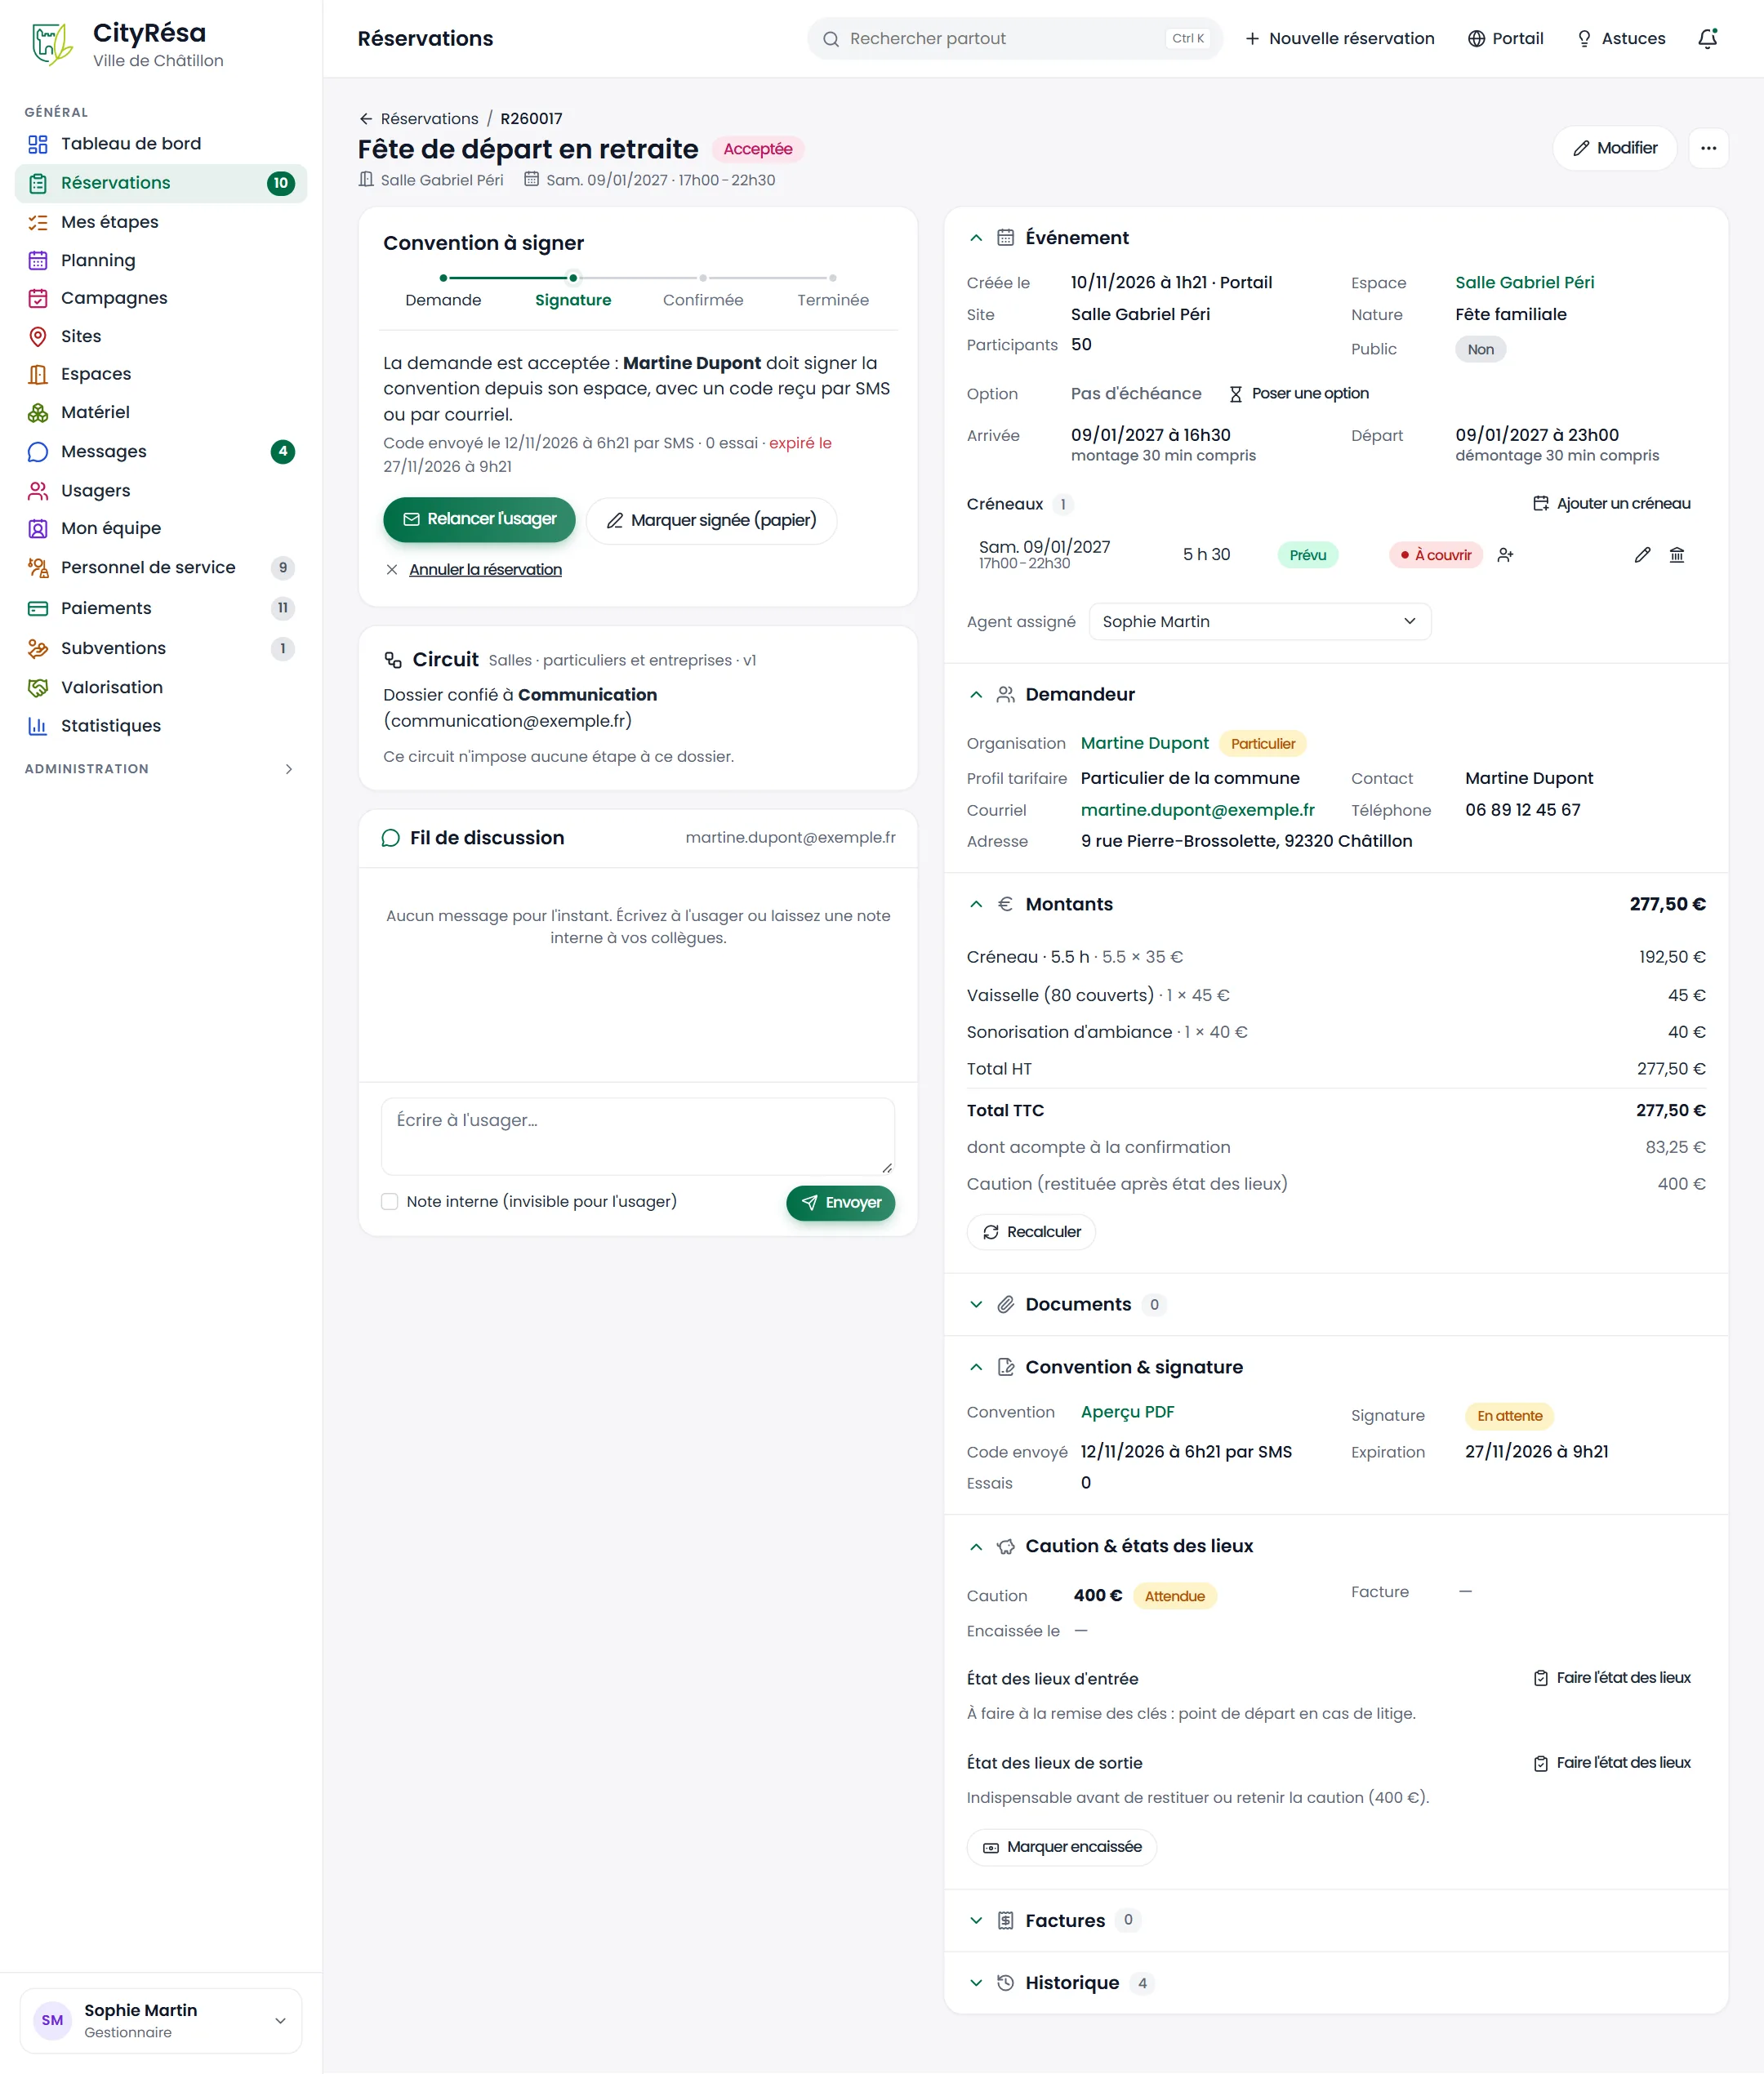 CityRésa
Ville de Châtillon
GÉNÉRAL
Tableau de bord
Réservations 10
Mes étapes
Planning
Campagnes
Sites
Espaces
Matériel
Messages 4
Usagers
Mon équipe
Personnel de service 9
Paiements 11
Subventions 1
Valorisation
Statistiques
ADMINISTRATION
SM
Sophie Martin
Gestionnaire
Réservations
Rechercher partout Ctrl K
Nouvelle réservation
Portail
Astuces
Réservations / R260017
Fête de départ en retraite Acceptée
Salle Gabriel Péri Sam. 09/01/2027 · 17h00 – 22h30
Modifier
Convention à signer
Demande Signature Confirmée Terminée
La demande est acceptée : Martine Dupont doit signer la
convention depuis son espace, avec un code reçu par SMS
ou par courriel.
Code envoyé le 12/11/2026 à 6h21 par SMS · 0 essai · expiré le
27/11/2026 à 9h21
Relancer l'usager
Marquer signée (papier)
Annuler la réservation
Circuit Salles · particuliers et entreprises · v1
Dossier confié à Communication
(communication@exemple.fr)
Ce circuit n'impose aucune étape à ce dossier.
Fil de discussion martine.dupont@exemple.fr
Aucun message pour l'instant. Écrivez à l'usager ou laissez une note
interne à vos collègues.
Écrire à l'usager...
Note interne (invisible pour l'usager)
Envoyer
Événement
Créée le 10/11/2026 à 1h21 · Portail Espace Salle Gabriel Péri
Site Salle Gabriel Péri Nature Fête familiale
Participants 50 Public Non
Option Pas d'échéance Poser une option
Arrivée 09/01/2027 à 16h30 Départ 09/01/2027 à 23h00
montage 30 min compris démontage 30 min compris
Créneaux 1 Ajouter un créneau
Sam. 09/01/2027 5 h 30 Prévu À couvrir
17h00 – 22h30
Agent assigné Sophie Martin
Demandeur
Organisation Martine Dupont Particulier
Profil tarifaire Particulier de la commune Contact Martine Dupont
Courriel martine.dupont@exemple.fr Téléphone 06 89 12 45 67
Adresse 9 rue Pierre-Brossolette, 92320 Châtillon
€ Montants 277,50 €
Créneau · 5.5 h · 5.5 × 35 € 192,50 €
Vaisselle (80 couverts) · 1 × 45 € 45 €
Sonorisation d'ambiance · 1 × 40 € 40 €
Total HT 277,50 €
Total TTC 277,50 €
dont acompte à la confirmation 83,25 €
Caution (restituée après état des lieux) 400 €
Recalculer
Documents 0
Convention & signature
Convention Aperçu PDF Signature En attente
Code envoyé 12/11/2026 à 6h21 par SMS Expiration 27/11/2026 à 9h21
Essais 0
Caution & états des lieux
Caution 400 € Attendue Facture —
Encaissée le —
État des lieux d'entrée Faire l'état des lieux
À faire à la remise des clés : point de départ en cas de litige.
État des lieux de sortie Faire l'état des lieux
Indispensable avant de restituer ou retenir la caution (400 €).
Marquer encaissée
Factures 0
Historique 4